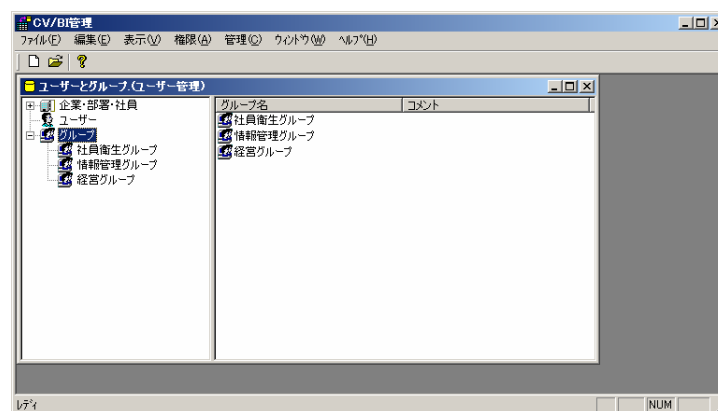 CV/BI管理
ファイル(F) 編集(E) 表示(V) 権限(A) 管理(C) ウィンドウ(W) ヘルプ(H)
ユーザーとグループ.(ユーザー管理)
企業・部署・社員
ユーザー
グループ
社員衛生グループ
情報管理グループ
経営グループ
グループ名 コメント
社員衛生グループ
情報管理グループ
経営グループ
レディ NUM